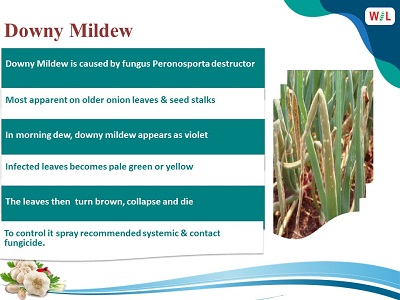 WIL
Downy Mildew
Downy Mildew is caused by fungus Peronosporta destructor
Most apparent on older onion leaves & seed stalks
In morning dew, downy mildew appears as violet
Infected leaves becomes pale green or yellow
The leaves then turn brown, collapse and die
To control it spray recommended systemic & contact
fungicide.